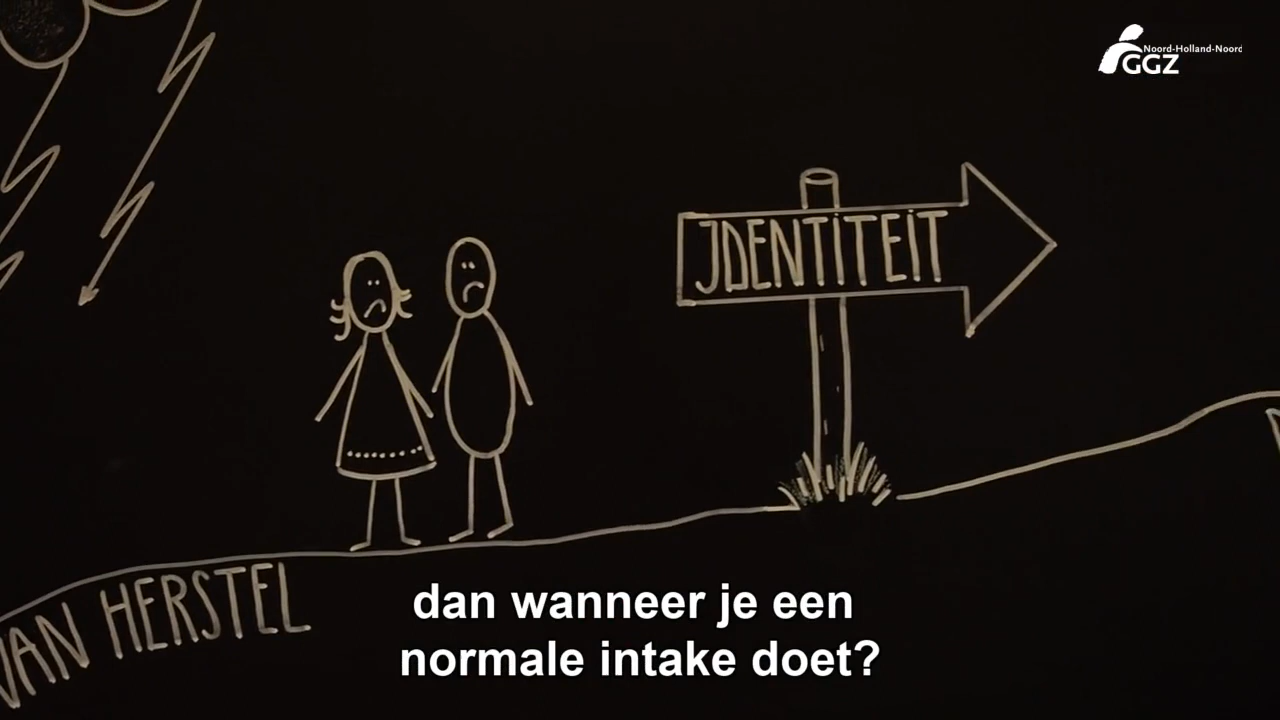 Noord-Holland-Noord
GGZ
JDENTITEIT
VAN HERSTEL
dan wanneer je een
normale intake doet?